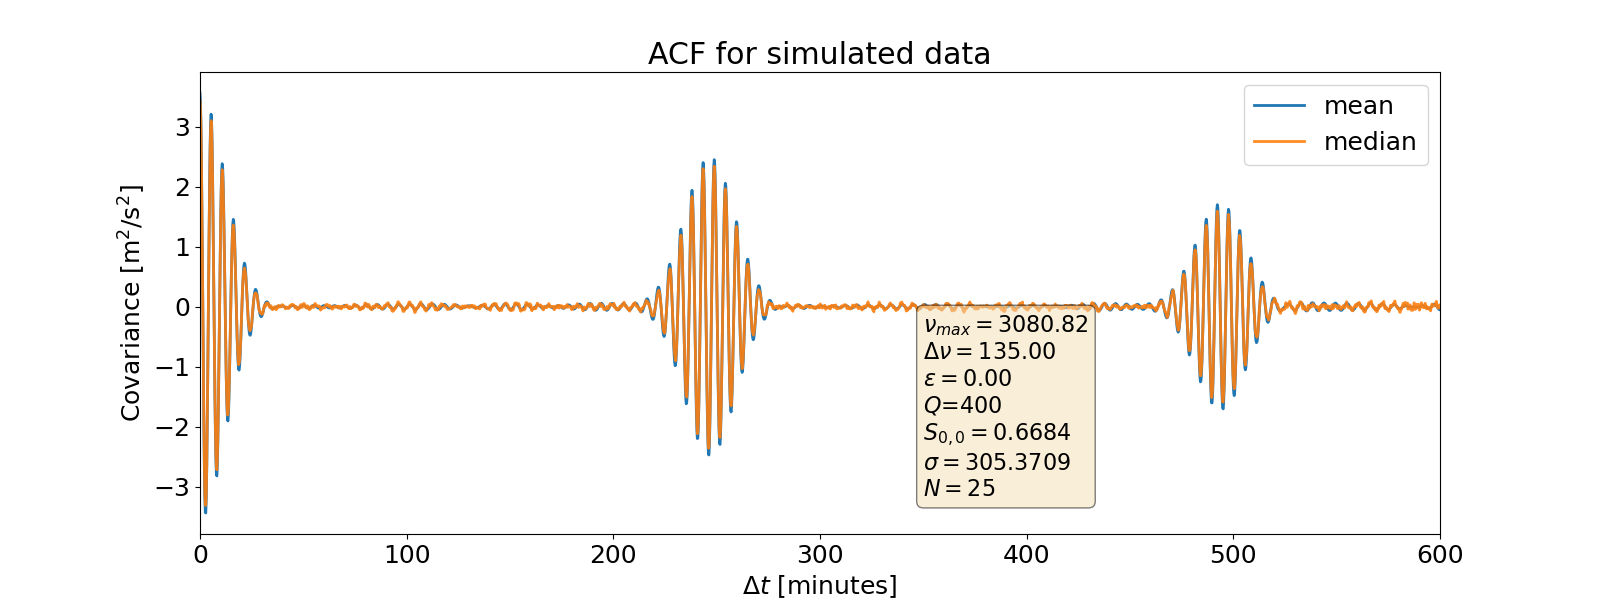 ACF for simulated data
Covariance [m²/s²]
3
2
1
0
−1
−2
−3
mean
median
ν_max = 3080.82
Δν = 135.00
ε = 0.00
Q=400
S_0,0 = 0.6684
σ = 305.3709
N = 25
0 100 200 300 400 500 600
Δt [minutes]